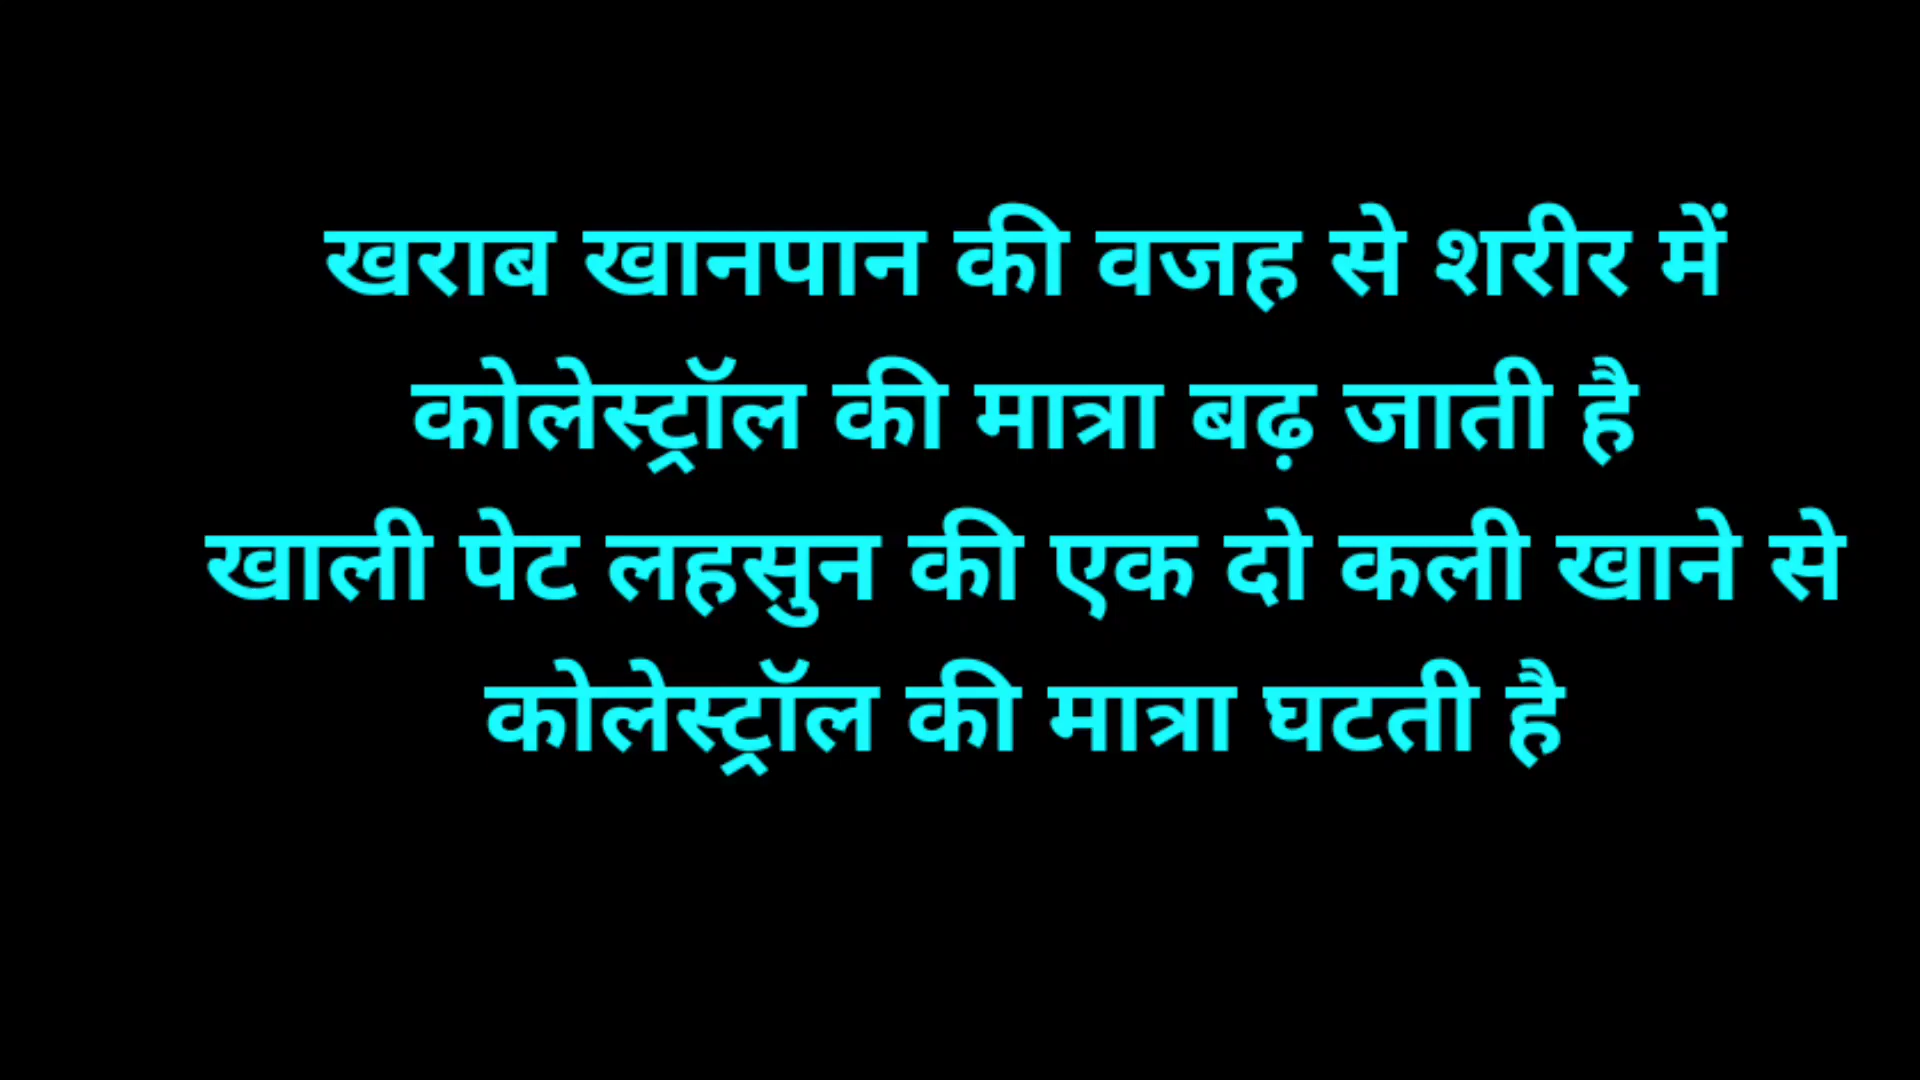 खराब खानपान की वजह से शरीर में
कोलेस्ट्रॉल की मात्रा बढ़ जाती है
खाली पेट लहसुन की एक दो कली खाने से
कोलेस्ट्रॉल की मात्रा घटती है